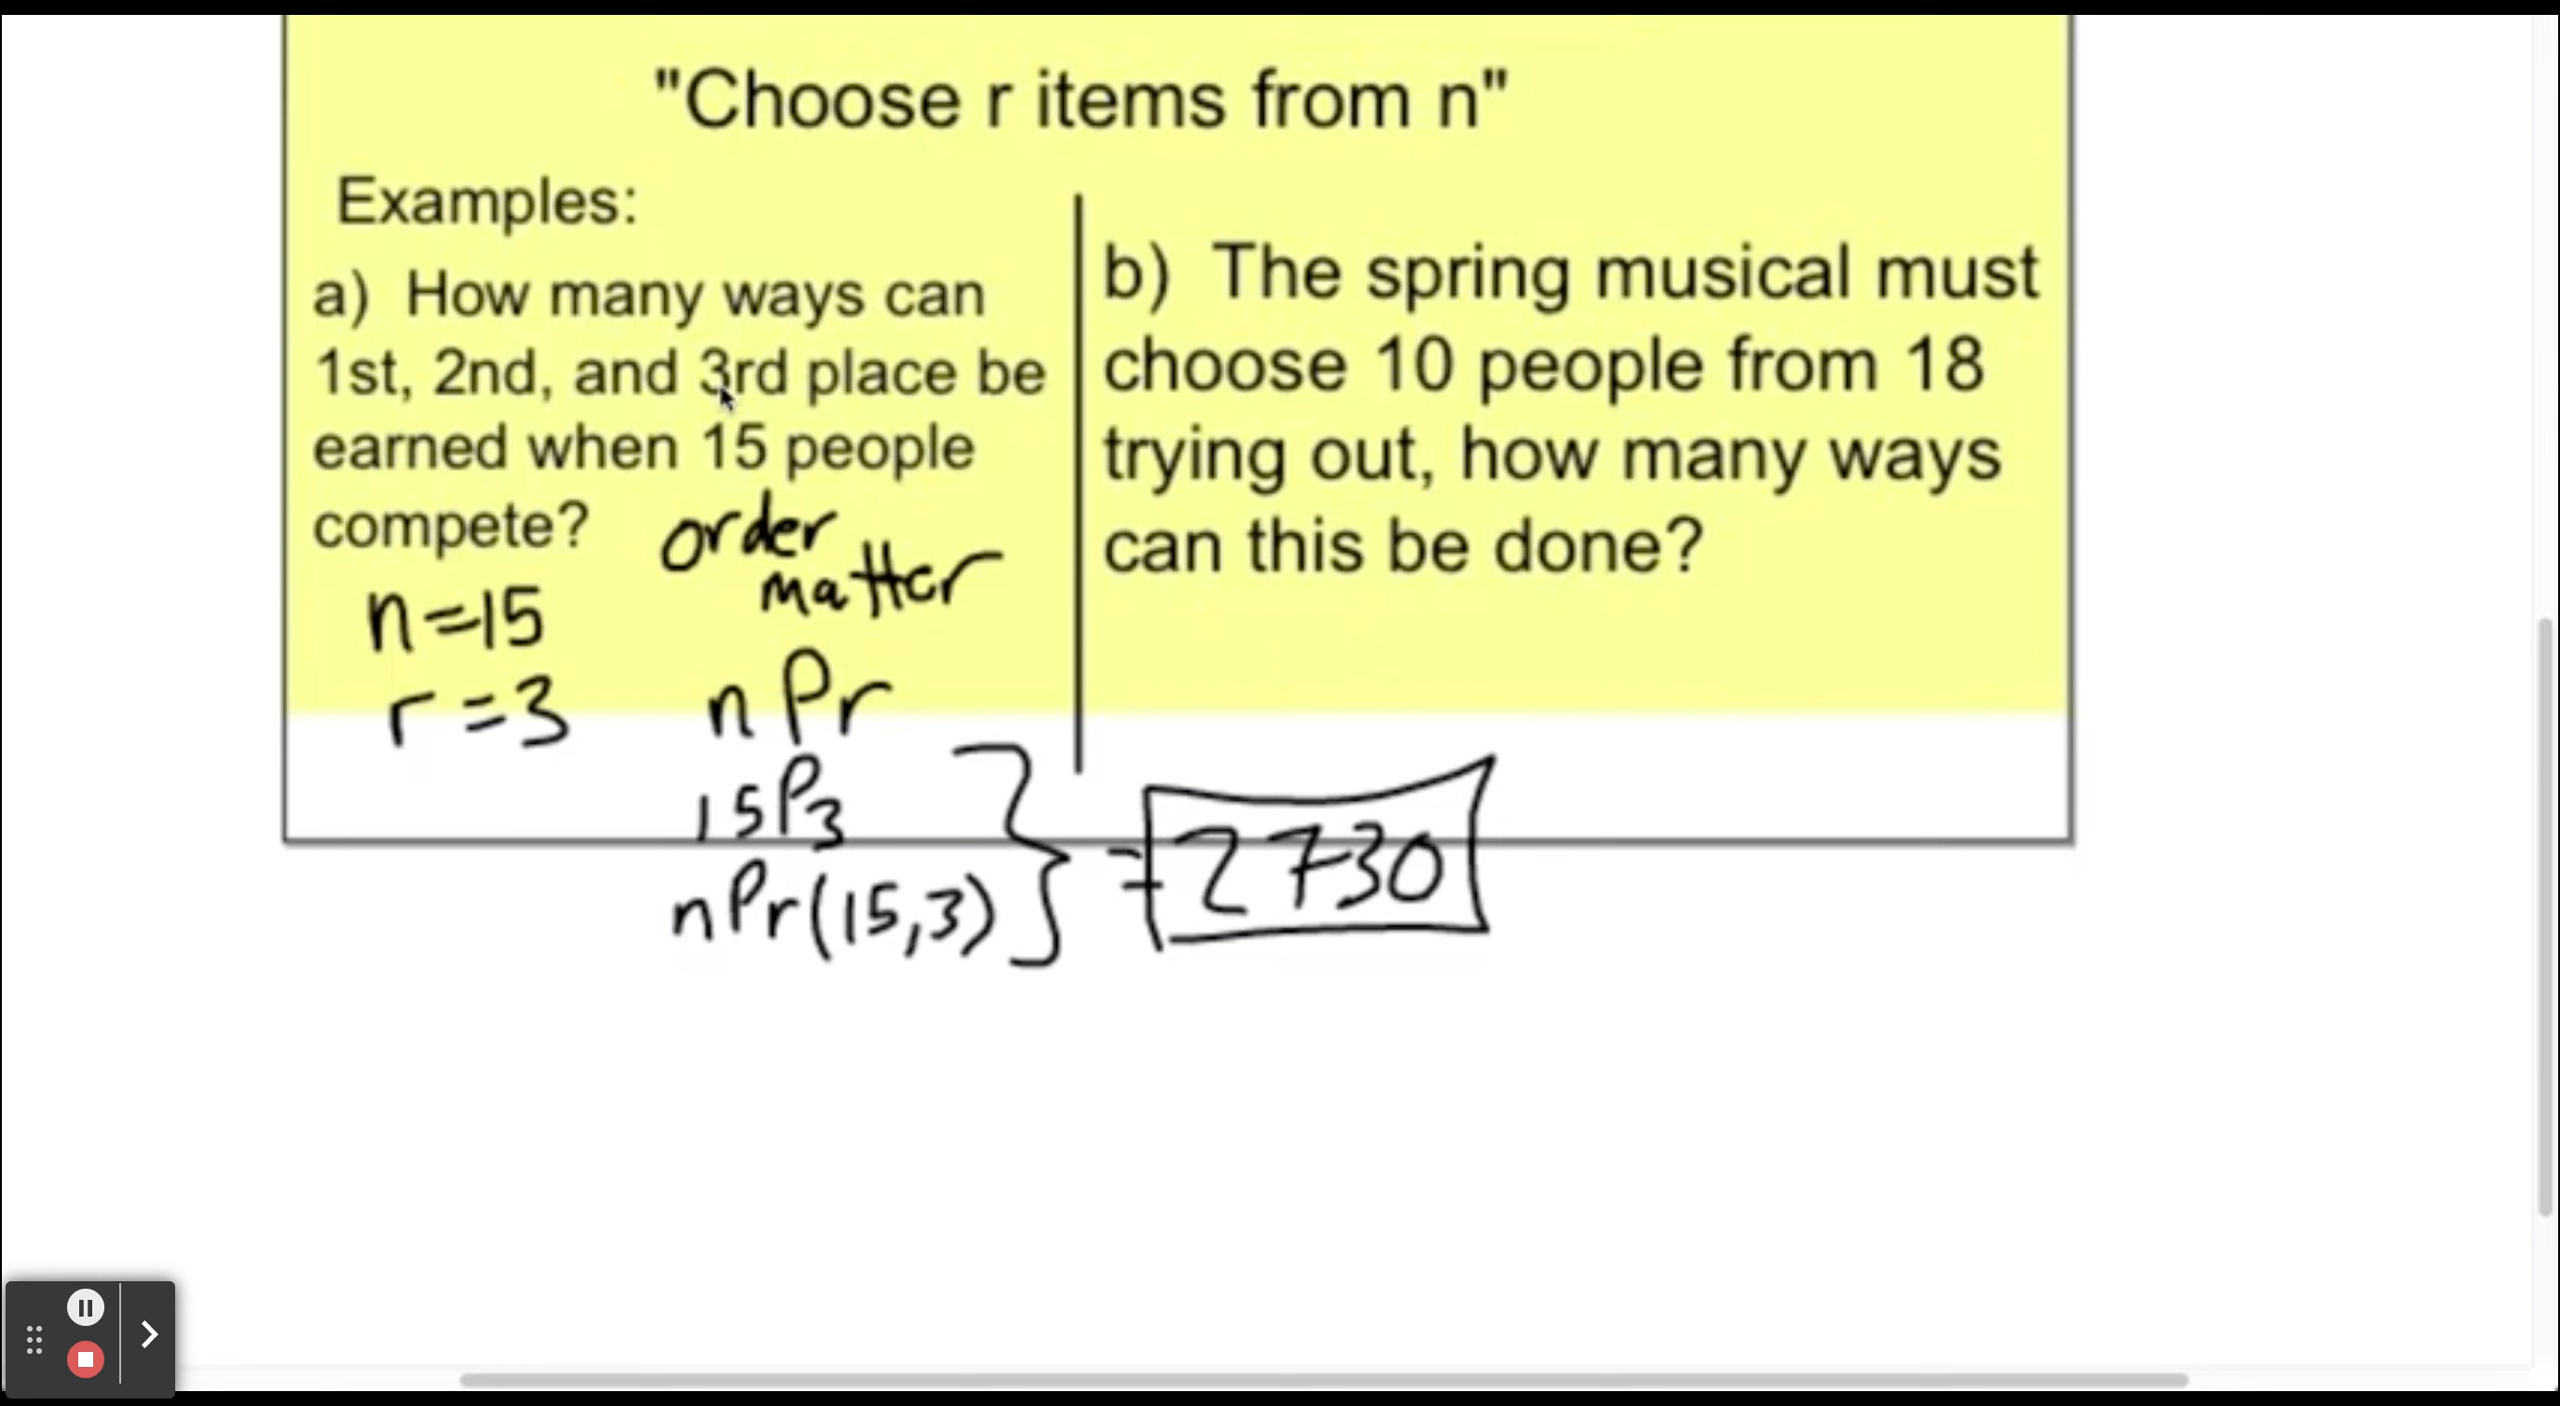 "Choose r items from n"
Examples:
a) How many ways can
1st, 2nd, and 3rd place be
earned when 15 people
compete?
order
matter
n=15
r=3
nPr
15P3
nPr(15,3)
=2730
b) The spring musical must
choose 10 people from 18
trying out, how many ways
can this be done?